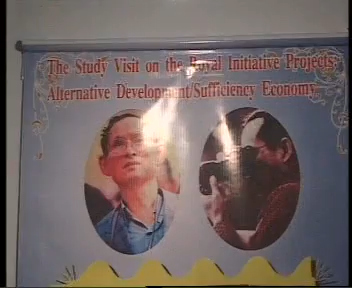 The Study Visit on the Royal Initiative Projects:
Alternative Development/Sufficiency Economy